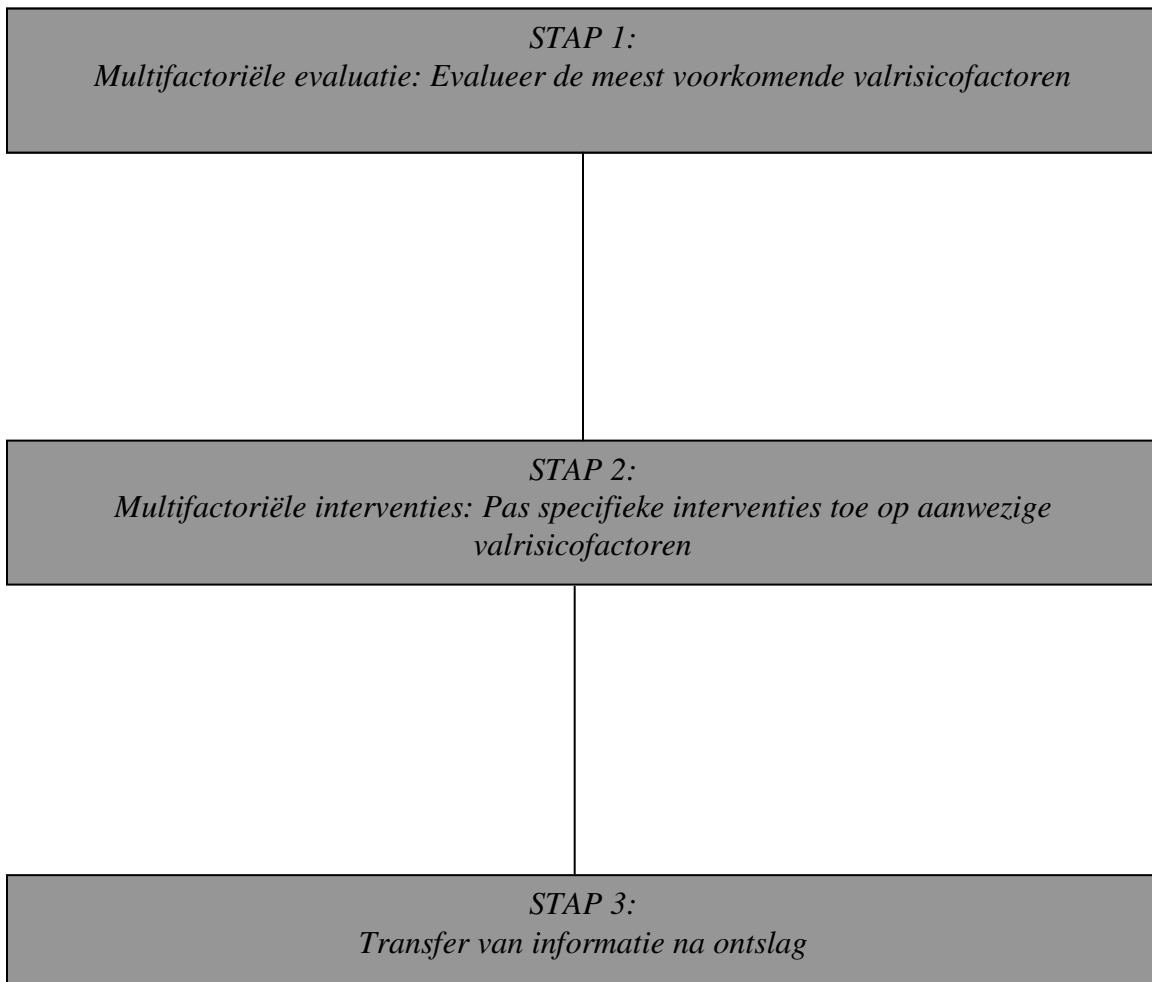 STAP 1:
Multifactoriële evaluatie: Evalueer de meest voorkomende valrisicofactoren
STAP 2:
Multifactoriële interventies: Pas specifieke interventies toe op aanwezige
valrisicofactoren
STAP 3:
Transfer van informatie na ontslag